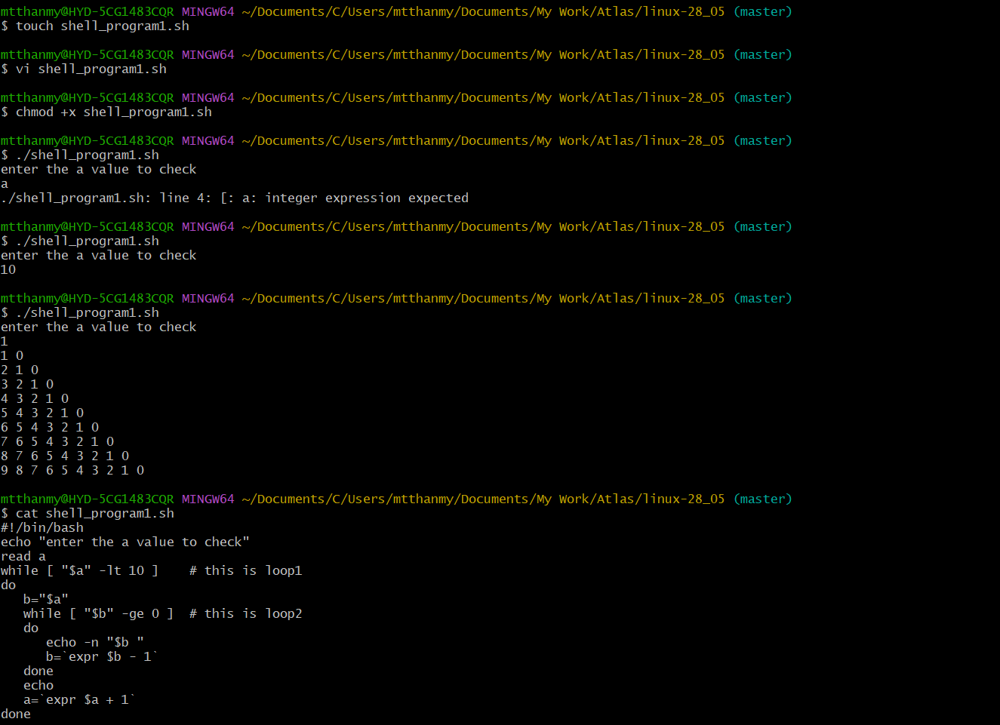 mtthanmy@HYD-5CG1483CQR MINGW64 ~/Documents/C/Users/mtthanmy/Documents/My Work/Atlas/linux-28_05 (master)
$ touch shell_program1.sh
mtthanmy@HYD-5CG1483CQR MINGW64 ~/Documents/C/Users/mtthanmy/Documents/My Work/Atlas/linux-28_05 (master)
$ vi shell_program1.sh
mtthanmy@HYD-5CG1483CQR MINGW64 ~/Documents/C/Users/mtthanmy/Documents/My Work/Atlas/linux-28_05 (master)
$ chmod +x shell_program1.sh
mtthanmy@HYD-5CG1483CQR MINGW64 ~/Documents/C/Users/mtthanmy/Documents/My Work/Atlas/linux-28_05 (master)
$ ./shell_program1.sh
enter the a value to check
a
./shell_program1.sh: line 4: [: a: integer expression expected
mtthanmy@HYD-5CG1483CQR MINGW64 ~/Documents/C/Users/mtthanmy/Documents/My Work/Atlas/linux-28_05 (master)
$ ./shell_program1.sh
enter the a value to check
10
mtthanmy@HYD-5CG1483CQR MINGW64 ~/Documents/C/Users/mtthanmy/Documents/My Work/Atlas/linux-28_05 (master)
$ ./shell_program1.sh
enter the a value to check
1
1 0
2 1 0
3 2 1 0
4 3 2 1 0
5 4 3 2 1 0
6 5 4 3 2 1 0
7 6 5 4 3 2 1 0
8 7 6 5 4 3 2 1 0
9 8 7 6 5 4 3 2 1 0
mtthanmy@HYD-5CG1483CQR MINGW64 ~/Documents/C/Users/mtthanmy/Documents/My Work/Atlas/linux-28_05 (master)
$ cat shell_program1.sh
#!/bin/bash
echo "enter the a value to check"
read a
while [ "$a" -lt 10 ]    # this is loop1
do
   b="$a"
   while [ "$b" -ge 0 ]  # this is loop2
   do
      echo -n "$b "
      b=`expr $b - 1`
   done
   echo
   a=`expr $a + 1`
done